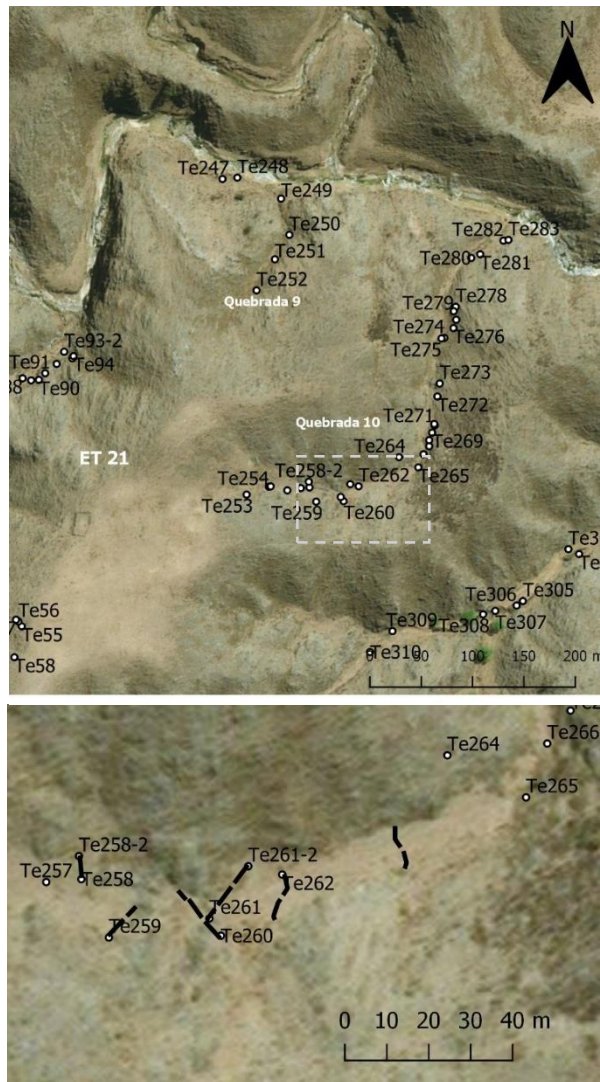 N
Te247
Te248
Te249
Te250
Te251
Te252
Quebrada 9
Te282
Te283
Te280
Te281
Te279
Te278
Te274
Te276
Te275
Te93-2
Te91
Te94
Te90
Te273
Te272
Quebrada 10
Te271
Te269
Te264
ET 21
Te254
Te258-2
Te262
Te265
Te253
Te259
Te260
Te56
Te55
Te58
Te306
Te305
Te309
Te308
Te307
Te310
0 50 100 150 200 m
Te266
Te264
Te265
Te258-2
Te261-2
Te257
Te258
Te262
Te261
Te259
Te260
0 10 20 30 40 m